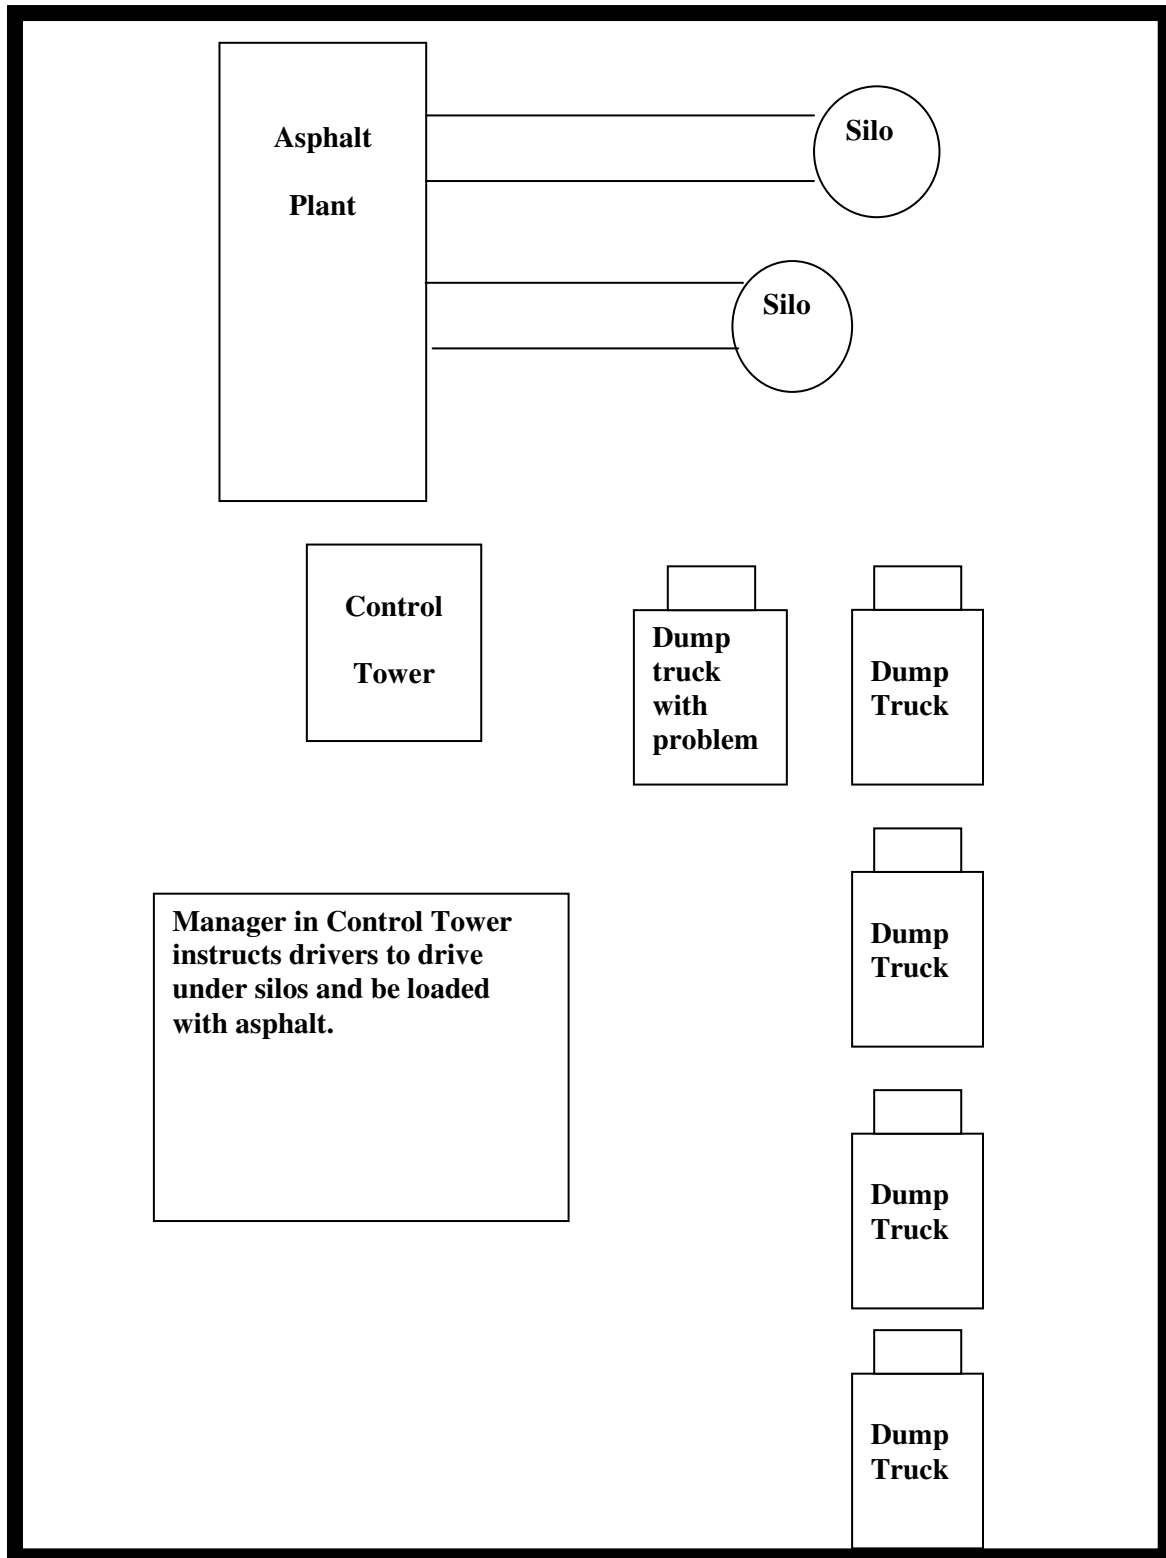 Asphalt
Plant
Silo
Silo
Control
Tower
Dump
truck
with
problem
Dump
Truck
Manager in Control Tower
instructs drivers to drive
under silos and be loaded
with asphalt.
Dump
Truck
Dump
Truck
Dump
Truck